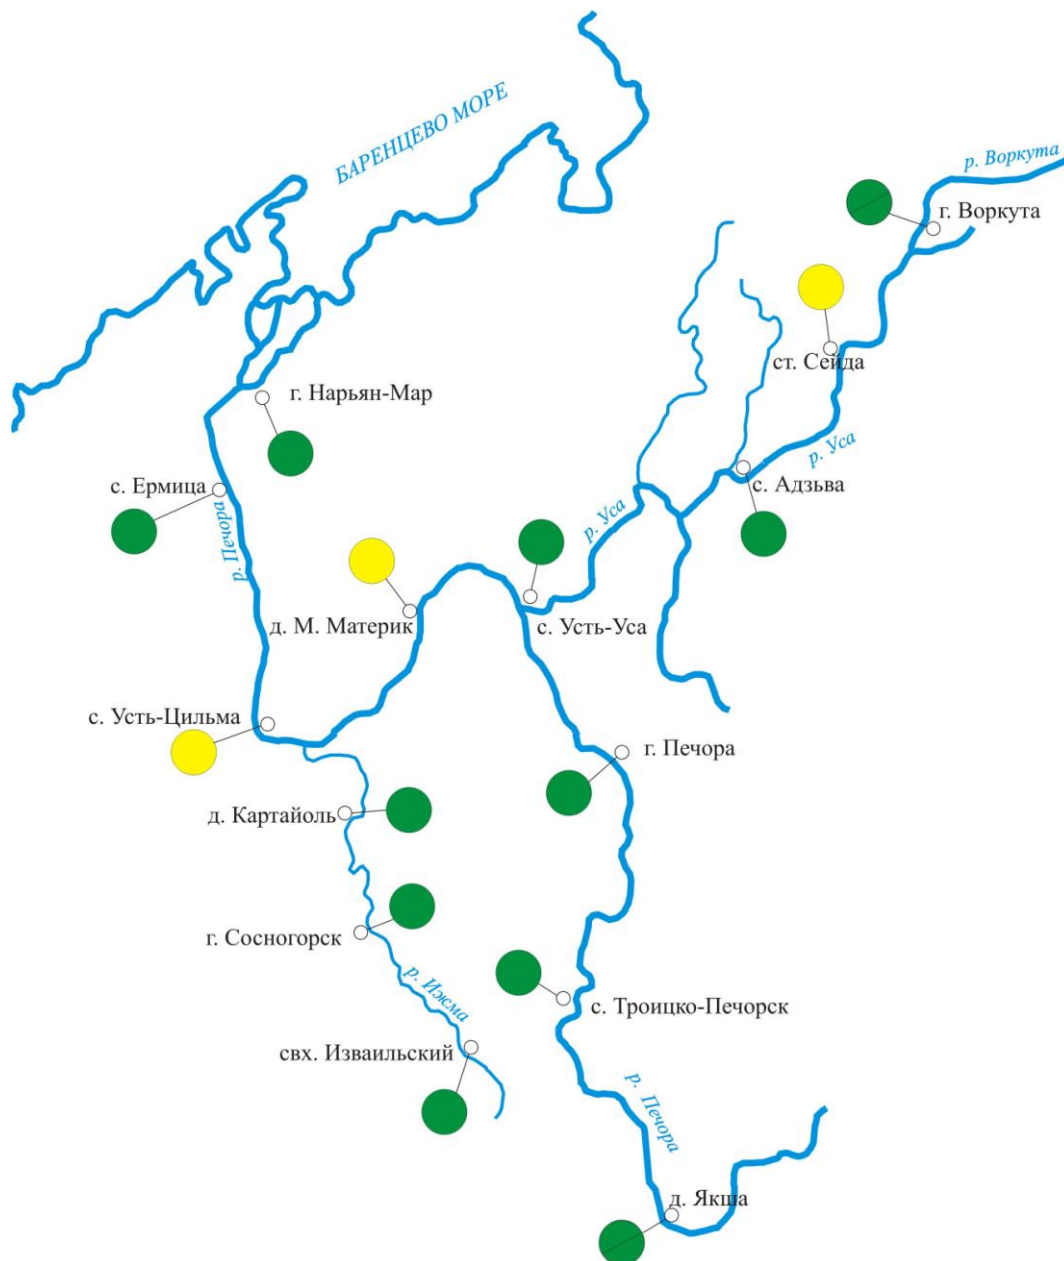 БАРЕНЦЕВО МОРЕ
р. Воркута
г. Воркута
ст. Сейда
г. Нарьян-Мар
р. Уса
с. Ермица
с. Адзьва
р. Печора
р. Уса
д. М. Материк
с. Усть-Уса
с. Усть-Цильма
г. Печора
д. Картайоль
г. Сосногорск
р. Ижма
с. Троицко-Печорск
свх. Изваильский
р. Печора
д. Якша